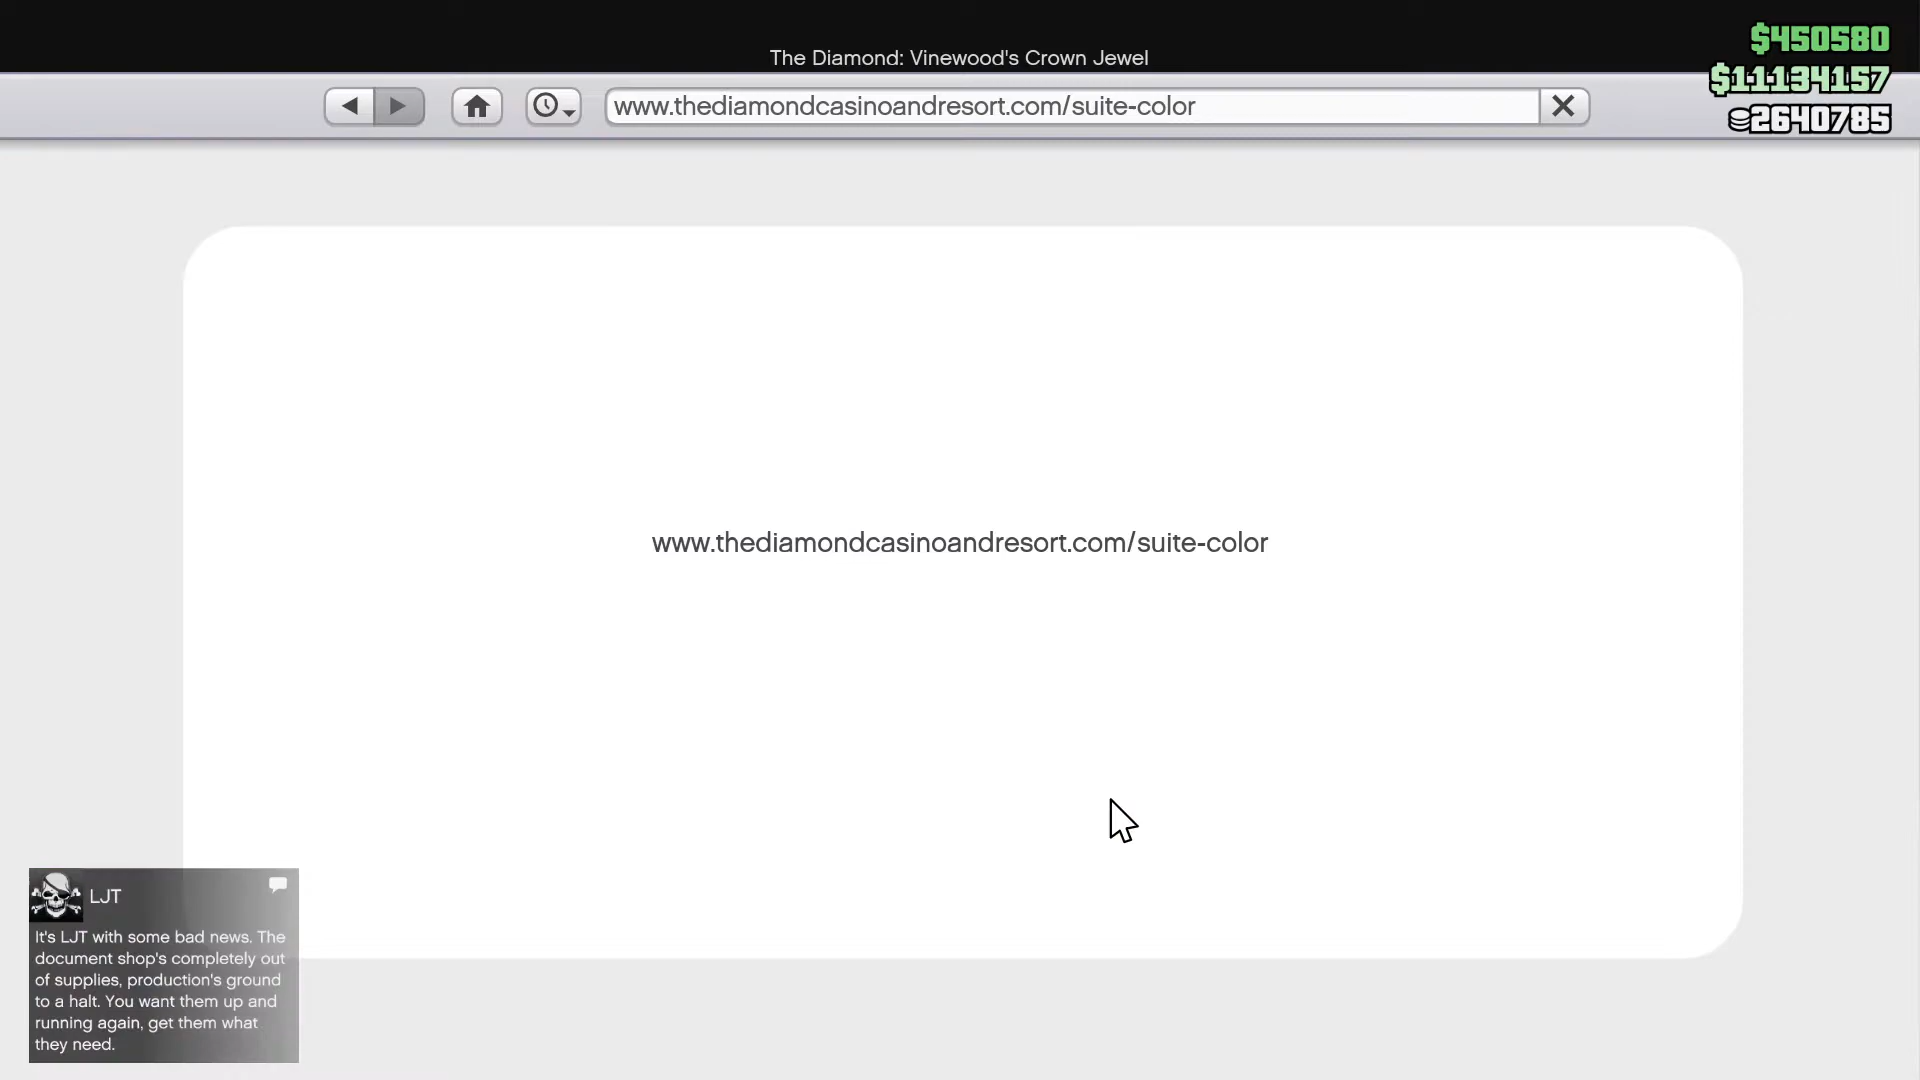 The Diamond: Vinewood's Crown Jewel
$450580
$11134157
2640785
www.thediamondcasinoandresort.com/suite-color
www.thediamondcasinoandresort.com/suite-color
LJT
It's LJT with some bad news. The
document shop's completely out
of supplies, production's ground
to a halt. You want them up and
running again, get them what
they need.